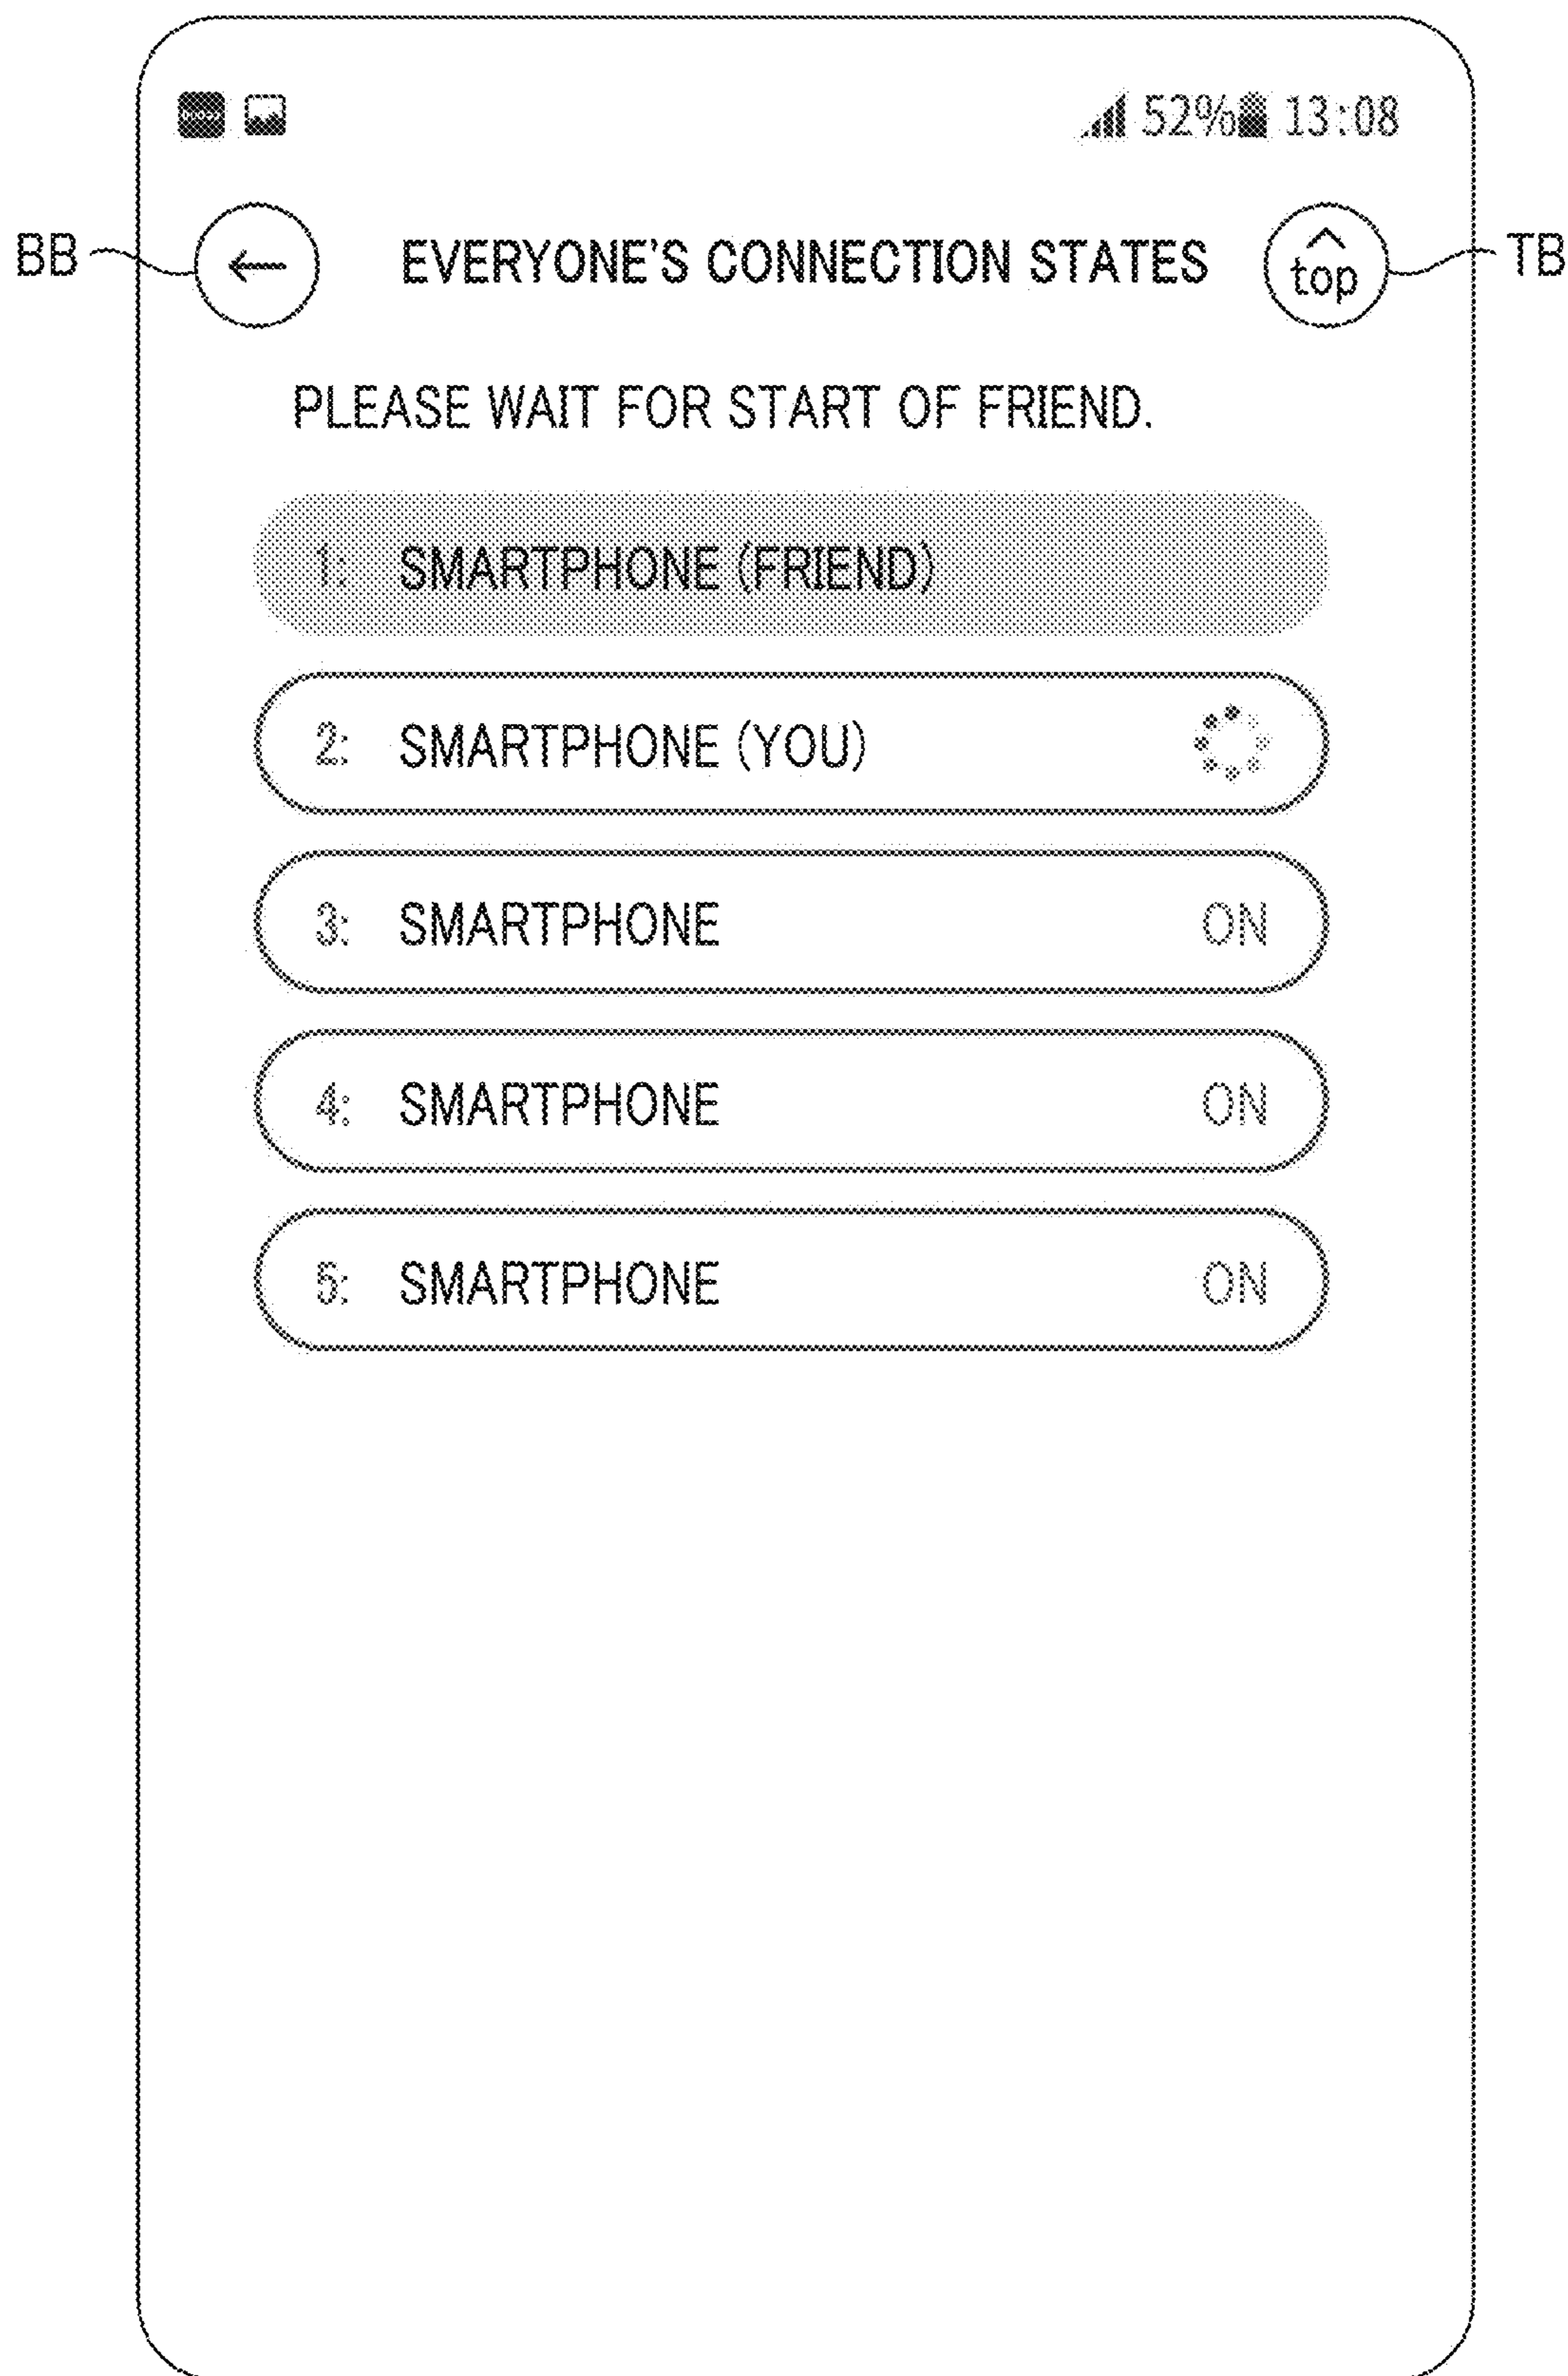 52% 13:08
BB ← EVERYONE'S CONNECTION STATES top TB
PLEASE WAIT FOR START OF FRIEND.
1: SMARTPHONE (FRIEND)
2: SMARTPHONE (YOU)
3: SMARTPHONE ON
4: SMARTPHONE ON
5: SMARTPHONE ON